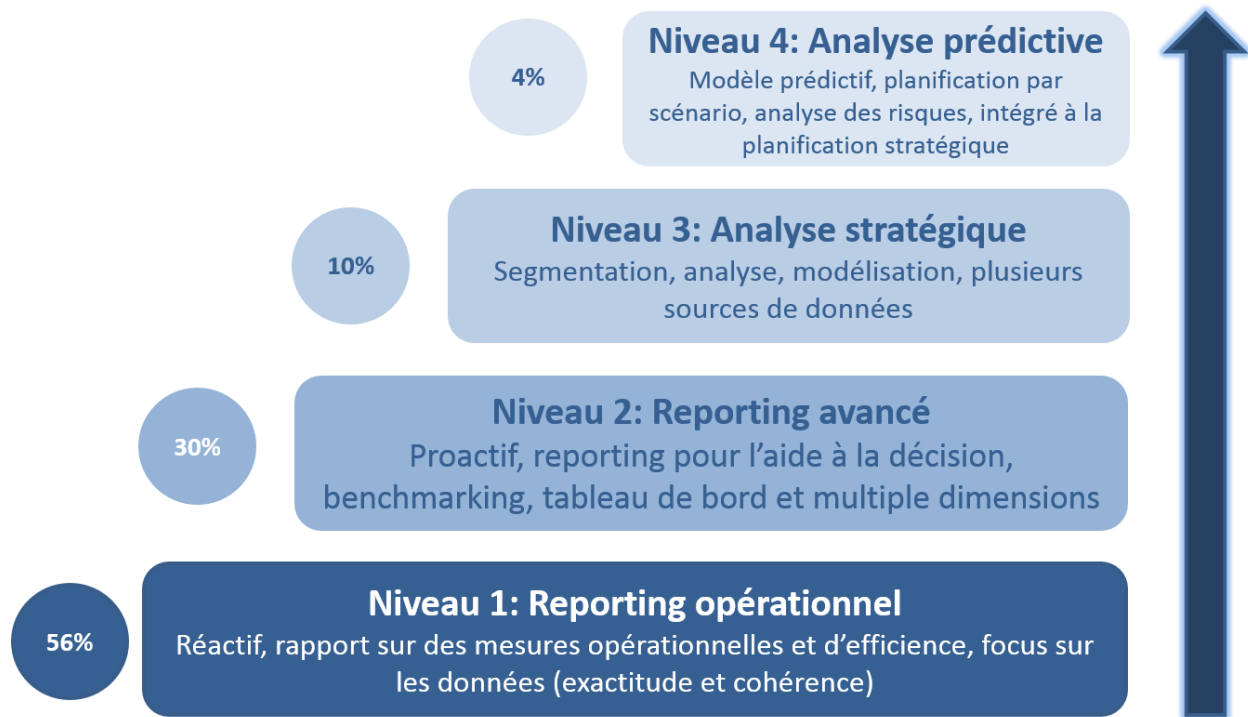 4%
Niveau 4: Analyse prédictive
Modèle prédictif, planification par
scénario, analyse des risques, intégré à la
planification stratégique
10%
Niveau 3: Analyse stratégique
Segmentation, analyse, modélisation, plusieurs
sources de données
30%
Niveau 2: Reporting avancé
Proactif, reporting pour l’aide à la décision,
benchmarking, tableau de bord et multiple dimensions
56%
Niveau 1: Reporting opérationnel
Réactif, rapport sur des mesures opérationnelles et d’efficience, focus sur
les données (exactitude et cohérence)